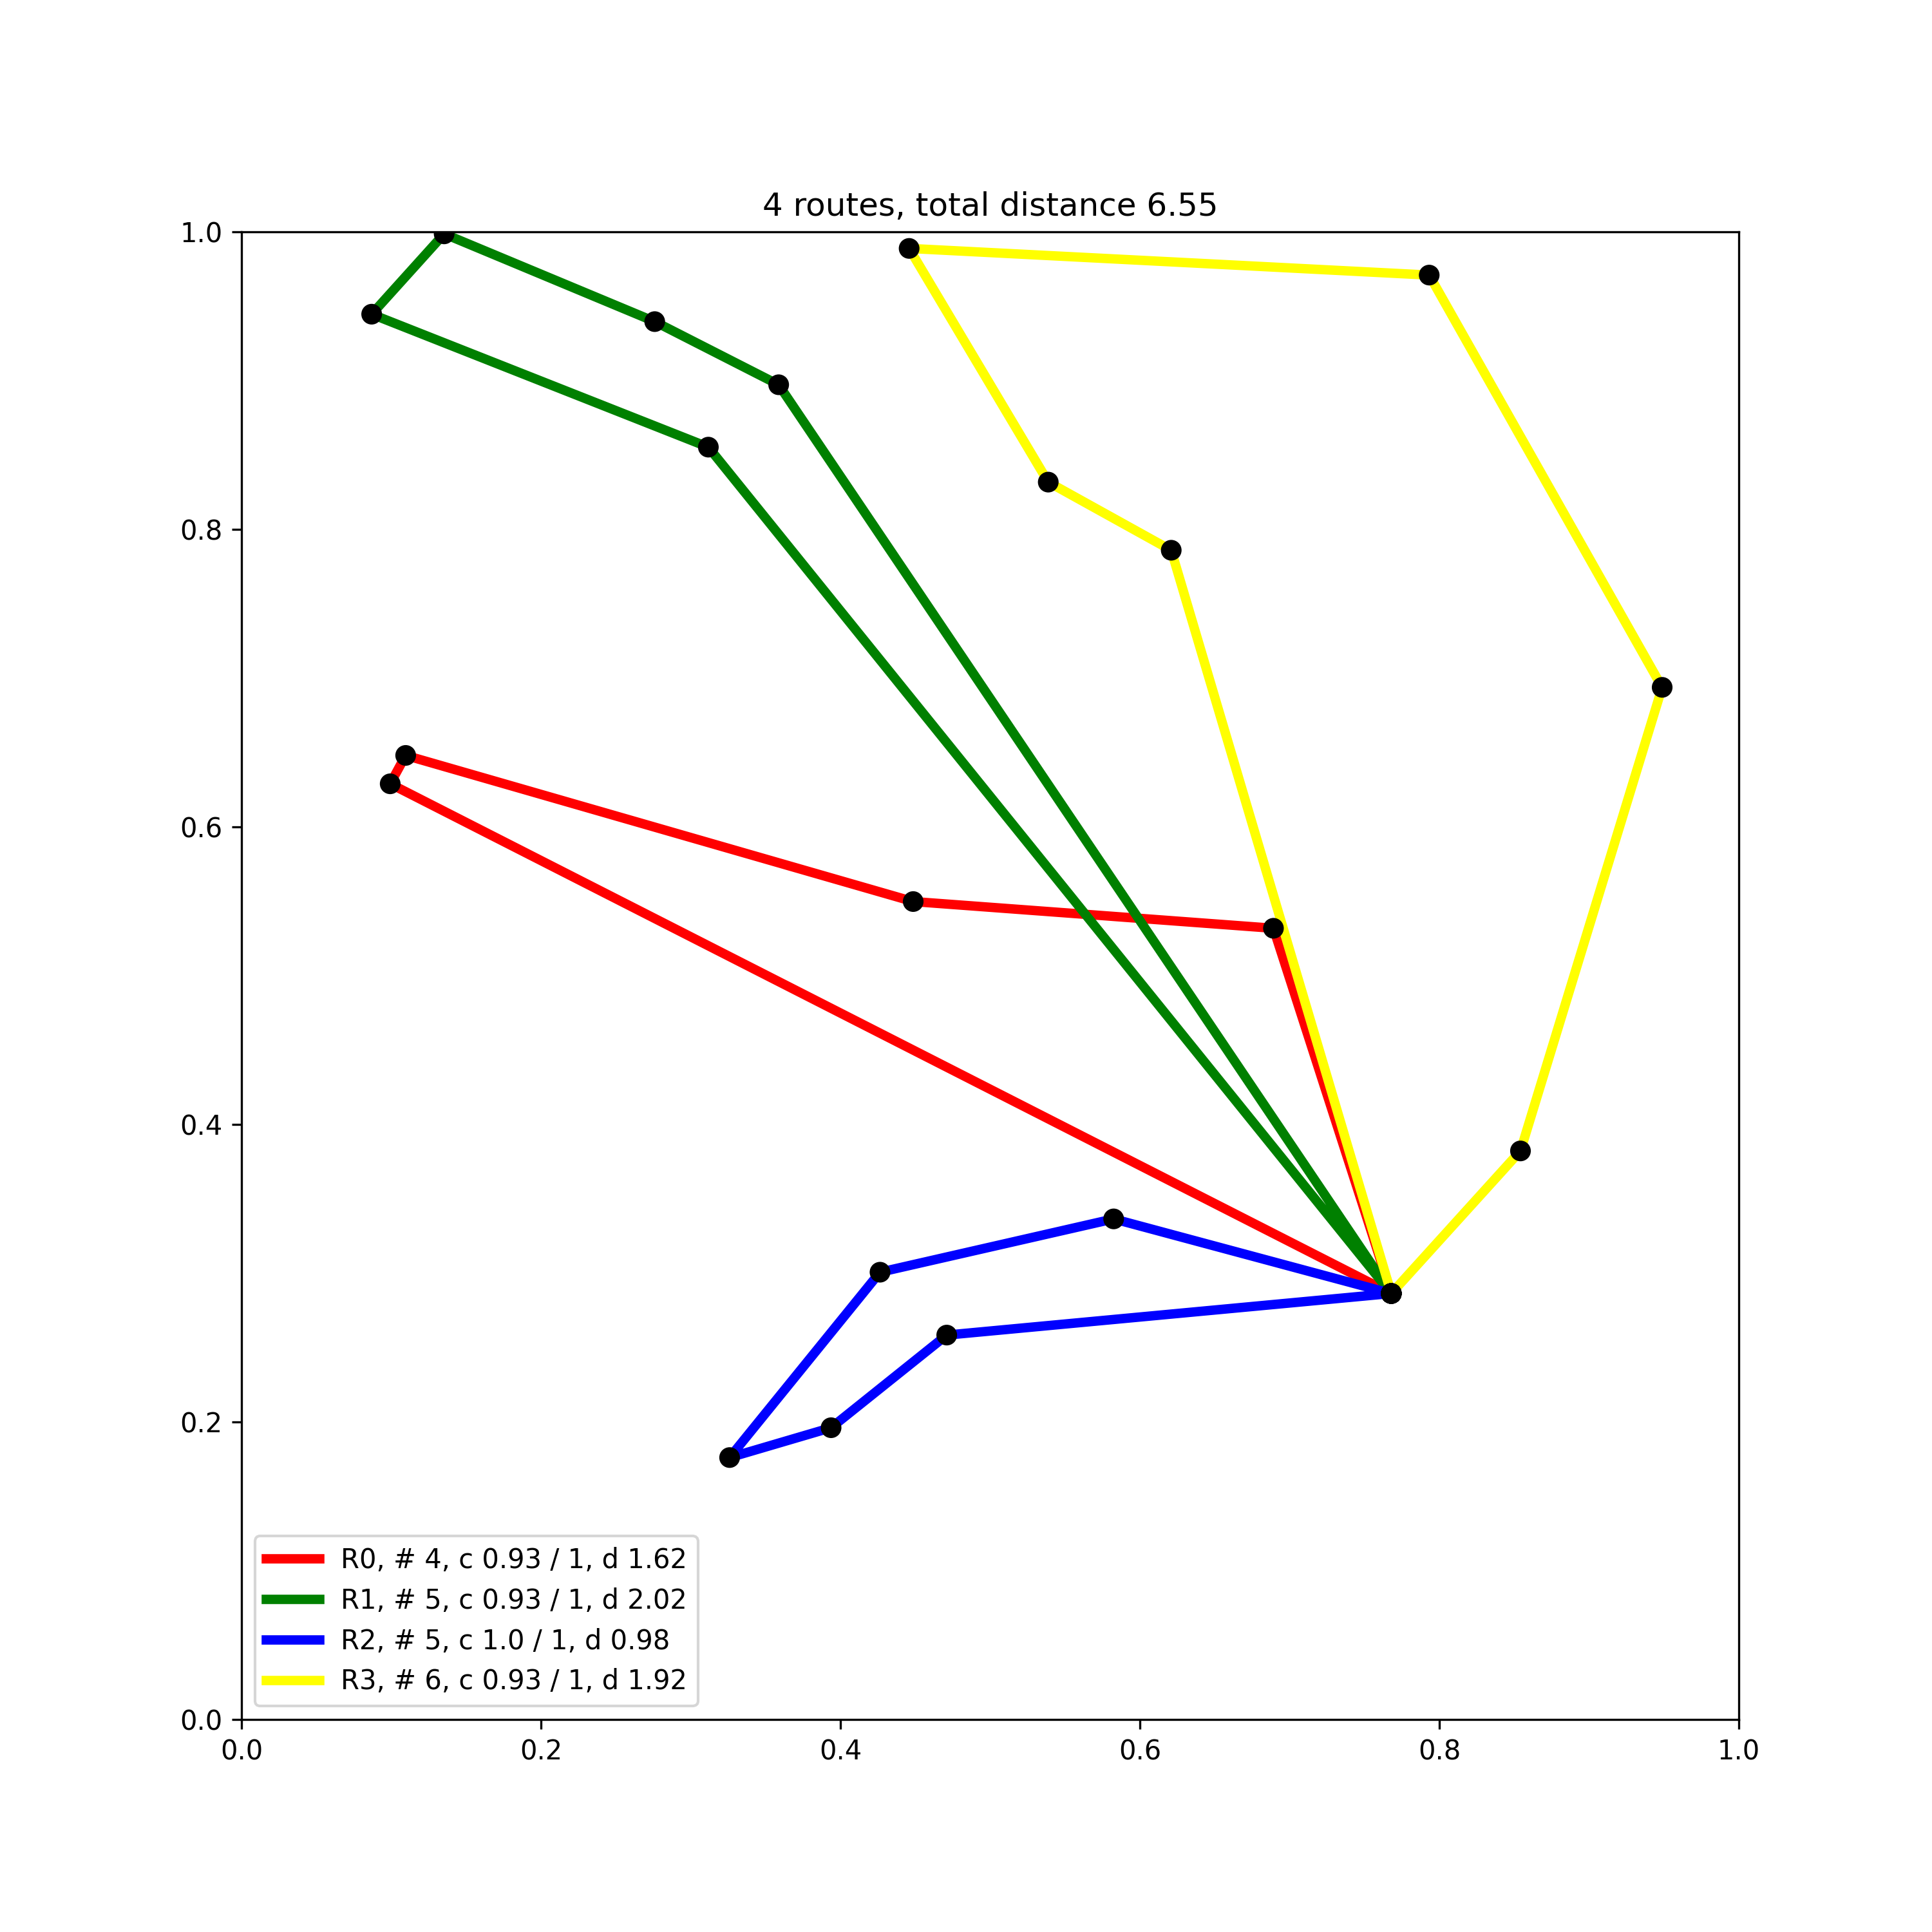 4 routes, total distance 6.55
1.0
0.8
0.6
0.4
0.2
0.0
R0, # 4, c 0.93 / 1, d 1.62
R1, # 5, c 0.93 / 1, d 2.02
R2, # 5, c 1.0 / 1, d 0.98
R3, # 6, c 0.93 / 1, d 1.92
0.0 0.2 0.4 0.6 0.8 1.0